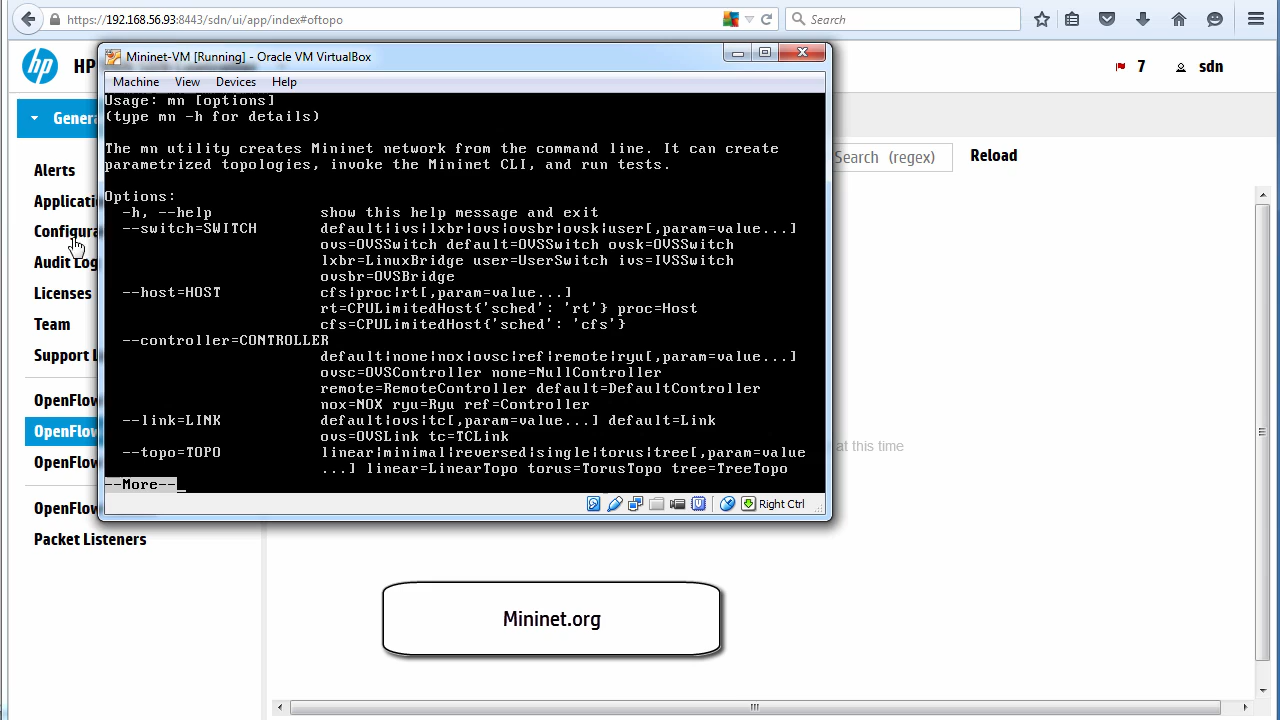 https://192.168.56.93:8443/sdn/ui/app/index#oftopo
Search
hp
HP
7
sdn
Mininet-VM [Running] - Oracle VM VirtualBox
Machine View Devices Help
Usage: mn [options]
(type mn -h for details)
The mn utility creates Mininet network from the command line. It can create
parametrized topologies, invoke the Mininet CLI, and run tests.
Options:
-h, --help show this help message and exit
--switch=SWITCH default|ivs|lxbr|ovs|ovsbr|ovsk|user[,param=value...]
ovs=OVSSwitch default=OVSSwitch ovsk=OVSSwitch
lxbr=LinuxBridge user=UserSwitch ivs=IVSSwitch
ovsbr=OVSBridge
--host=HOST cfs|proc|rt[,param=value...]
rt=CPULimitedHost{'sched': 'rt'} proc=Host
cfs=CPULimitedHost{'sched': 'cfs'}
--controller=CONTROLLER
default|none|nox|ovsc|ref|remote|ryu[,param=value...]
ovsc=OVSController none=NullController
remote=RemoteController default=DefaultController
nox=NOX ryu=Ryu ref=Controller
--link=LINK default|ovs|tc[,param=value...] default=Link
ovs=OVSLink tc=TCLink
--topo=TOPO linear|minimal|reversed|single|torus|tree[,param=value
...] linear=LinearTopo torus=TorusTopo tree=TreeTopo
--More--
Right Ctrl
Genera
Alerts
Applicati
Configura
Audit Log
Licenses
Team
Support L
OpenFlow
OpenFlow
OpenFlow
OpenFlow
Packet Listeners
Search (regex)
Reload
at this time
Mininet.org